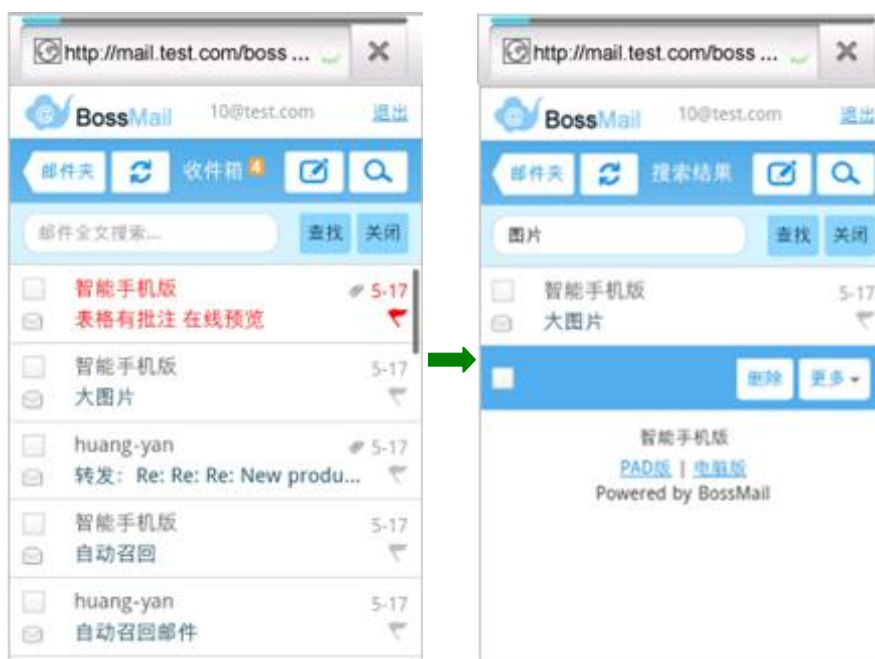 http://mail.test.com/boss ...
BossMail 10@test.com 退出
邮件夹 收件箱 4
邮件全文搜索... 查找 关闭
智能手机版 5-17
表格有批注 在线预览
智能手机版 5-17
大图片
huang-yan 5-17
转发: Re: Re: Re: New produ...
智能手机版 5-17
自动召回
huang-yan 5-17
自动召回邮件
http://mail.test.com/boss ...
BossMail 10@test.com 退出
邮件夹 搜索结果
图片 查找 关闭
智能手机版 5-17
大图片
删除 更多
智能手机版
PAD版 | 电脑版
Powered by BossMail